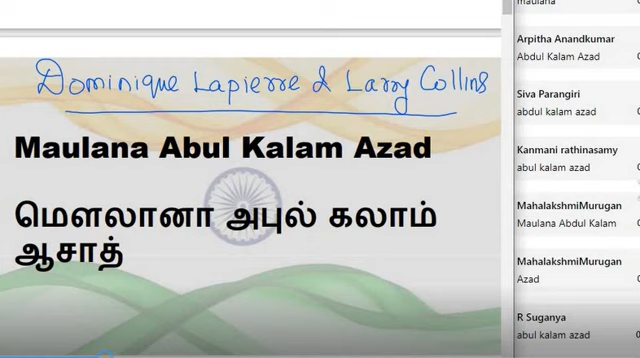 Dominique Lapierre & Larry Collins
Maulana Abul Kalam Azad
மௌலானா அபுல் கலாம்
ஆசாத்
maulana
Arpitha Anandkumar
Abdul Kalam Azad
Siva Parangiri
abdul kalam azad
Kanmani rathinasamy
abul kalam azad
MahalakshmiMurugan
Maulana Abdul Kalam
MahalakshmiMurugan
Azad
R Suganya
abul kalam azad